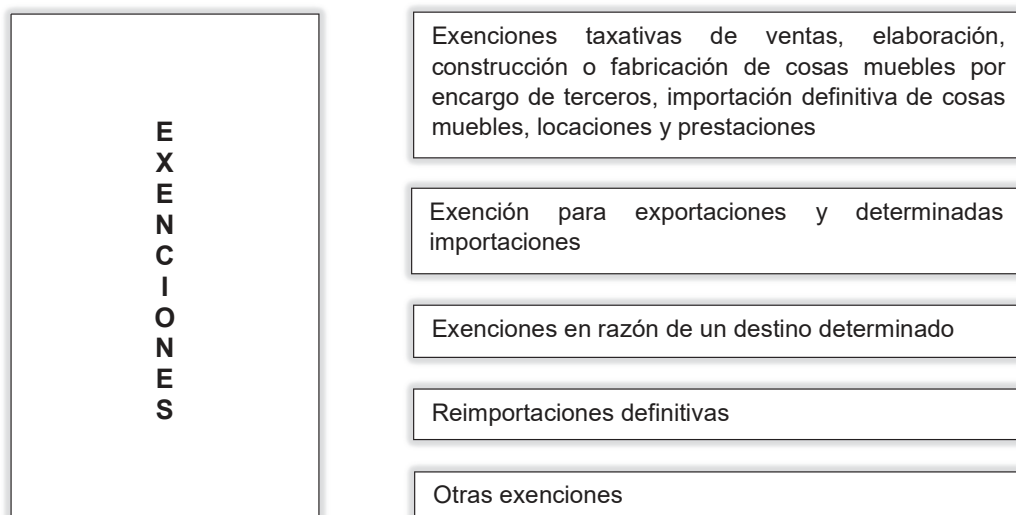 E
X
E
N
C
I
O
N
E
S
Exenciones taxativas de ventas, elaboración,
construcción o fabricación de cosas muebles por
encargo de terceros, importación definitiva de cosas
muebles, locaciones y prestaciones
Exención para exportaciones y determinadas
importaciones
Exenciones en razón de un destino determinado
Reimportaciones definitivas
Otras exenciones